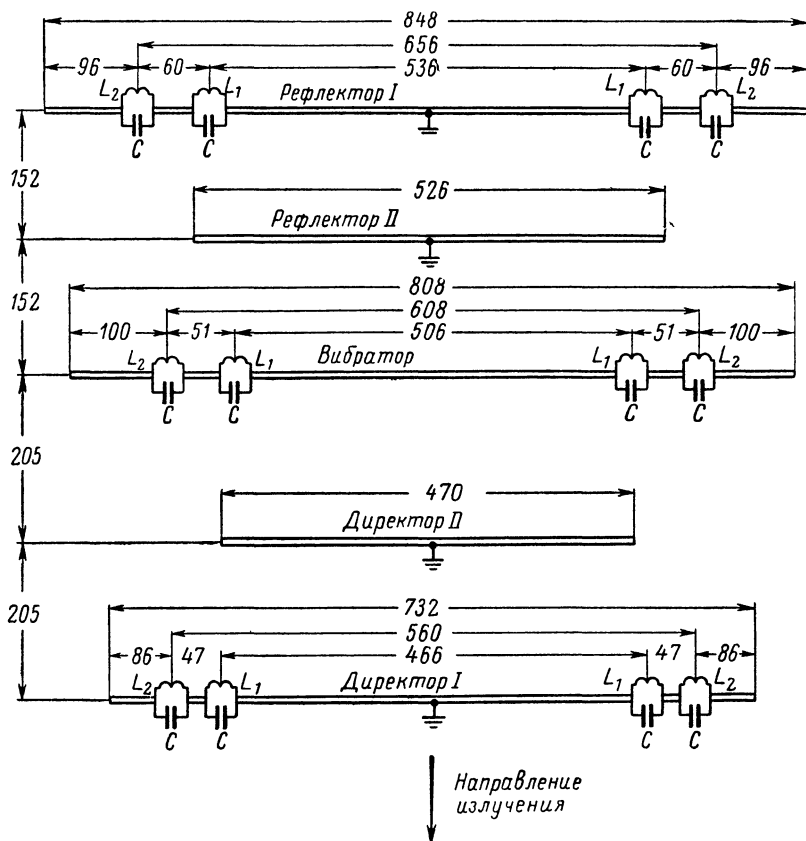 848
656
96 60 536 60 96
L2 L1 Рефлектор I L1 L2
C C C C
152
526
Рефлектор II
152
808
608
100 51 506 51 100
L2 L1 Вибратор L1 L2
C C C C
205
470
Директор II
205
732
560
86 47 466 47 86
L2 L1 Директор I L1 L2
C C C C
Направление
излучения